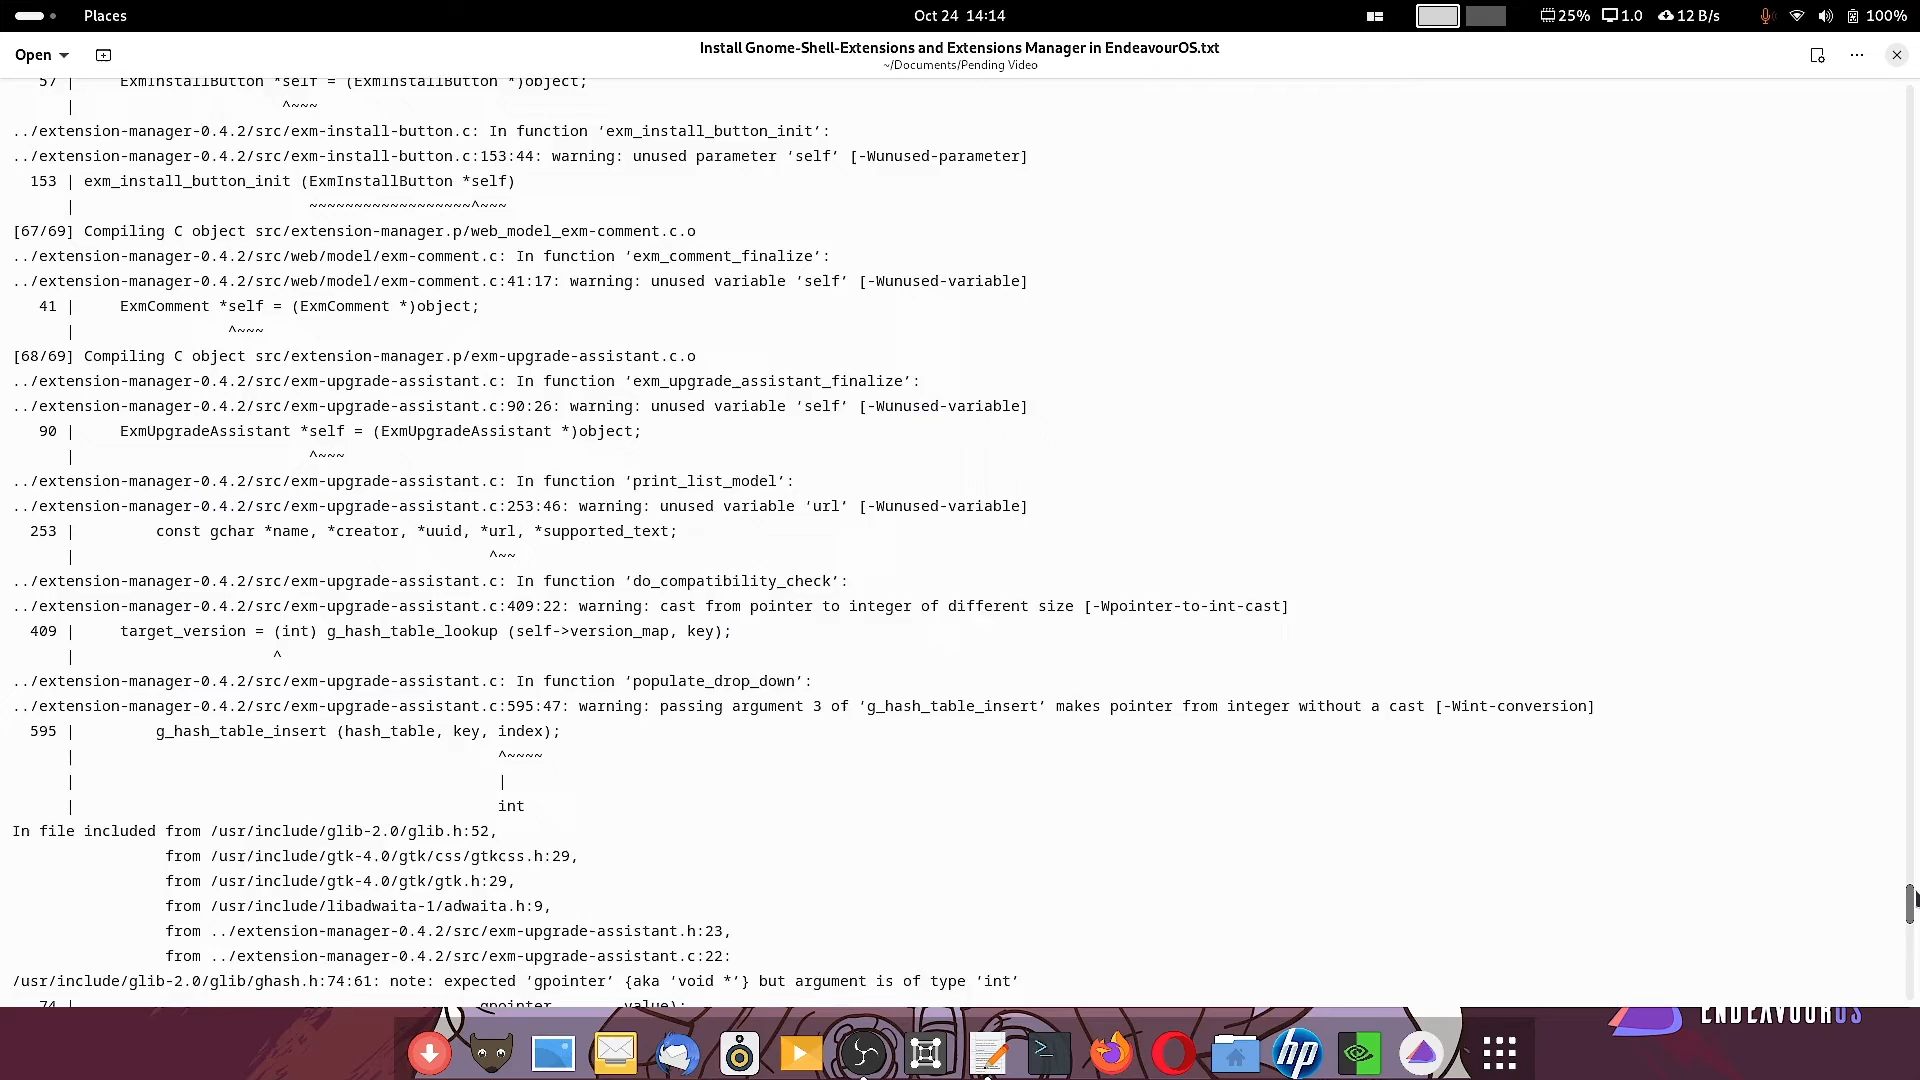 Places
Oct 24 14:14
25% 1.0 12 B/s 100%
Open
Install Gnome-Shell-Extensions and Extensions Manager in EndeavourOS.txt
~/Documents/Pending Video
57 |     ExmInstallButton *self = (ExmInstallButton *)object;
|                       ^~~~
../extension-manager-0.4.2/src/exm-install-button.c: In function ‘exm_install_button_init’:
../extension-manager-0.4.2/src/exm-install-button.c:153:44: warning: unused parameter ‘self’ [-Wunused-parameter]
153 | exm_install_button_init (ExmInstallButton *self)
|                          ~~~~~~~~~~~~~~~~~~^~~~
[67/69] Compiling C object src/extension-manager.p/web_model_exm-comment.c.o
../extension-manager-0.4.2/src/web/model/exm-comment.c: In function ‘exm_comment_finalize’:
../extension-manager-0.4.2/src/web/model/exm-comment.c:41:17: warning: unused variable ‘self’ [-Wunused-variable]
41 |     ExmComment *self = (ExmComment *)object;
|                 ^~~~
[68/69] Compiling C object src/extension-manager.p/exm-upgrade-assistant.c.o
../extension-manager-0.4.2/src/exm-upgrade-assistant.c: In function ‘exm_upgrade_assistant_finalize’:
../extension-manager-0.4.2/src/exm-upgrade-assistant.c:90:26: warning: unused variable ‘self’ [-Wunused-variable]
90 |     ExmUpgradeAssistant *self = (ExmUpgradeAssistant *)object;
|                          ^~~~
../extension-manager-0.4.2/src/exm-upgrade-assistant.c: In function ‘print_list_model’:
../extension-manager-0.4.2/src/exm-upgrade-assistant.c:253:46: warning: unused variable ‘url’ [-Wunused-variable]
253 |         const gchar *name, *creator, *uuid, *url, *supported_text;
|                                              ^~~
../extension-manager-0.4.2/src/exm-upgrade-assistant.c: In function ‘do_compatibility_check’:
../extension-manager-0.4.2/src/exm-upgrade-assistant.c:409:22: warning: cast from pointer to integer of different size [-Wpointer-to-int-cast]
409 |     target_version = (int) g_hash_table_lookup (self->version_map, key);
|                      ^
../extension-manager-0.4.2/src/exm-upgrade-assistant.c: In function ‘populate_drop_down’:
../extension-manager-0.4.2/src/exm-upgrade-assistant.c:595:47: warning: passing argument 3 of ‘g_hash_table_insert’ makes pointer from integer without a cast [-Wint-conversion]
595 |         g_hash_table_insert (hash_table, key, index);
|                                               ^~~~~
|                                               |
|                                               int
In file included from /usr/include/glib-2.0/glib.h:52,
from /usr/include/gtk-4.0/gtk/css/gtkcss.h:29,
from /usr/include/gtk-4.0/gtk/gtk.h:29,
from /usr/include/libadwaita-1/adwaita.h:9,
from ../extension-manager-0.4.2/src/exm-upgrade-assistant.h:23,
from ../extension-manager-0.4.2/src/exm-upgrade-assistant.c:22:
/usr/include/glib-2.0/glib/ghash.h:74:61: note: expected ‘gpointer’ {aka ‘void *’} but argument is of type ‘int’
74 |                                             gpointer        value);
ENDEAVOUROS
hp